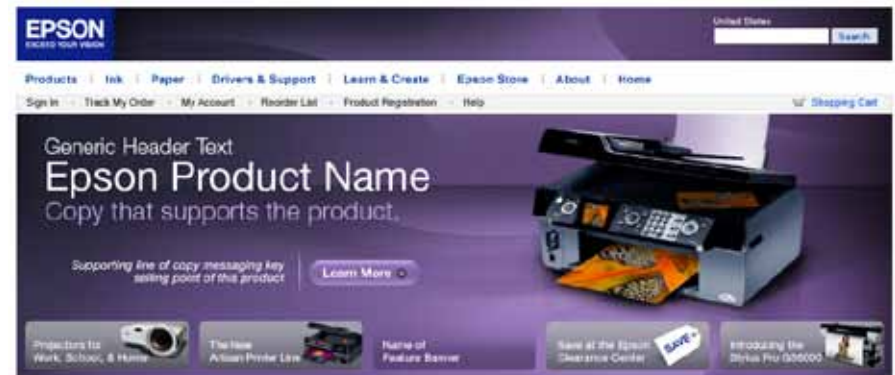 EPSON
EXCEED YOUR VISION
United States
Search
Products Ink Paper Drivers & Support Learn & Create Epson Store About Home
Sign In Track My Order My Account Reorder List Product Registration Help Shopping Cart
Generic Header Text
Epson Product Name
Copy that supports the product.
Supporting line of copy messaging key
selling point of this product
Learn More
Projectors for
Work, School, & Home
The New
Artisan Printer Line
Name of
Feature Banner
Save at the Epson
Clearance Center
SAVE
Introducing the
Stylus Pro GS6000